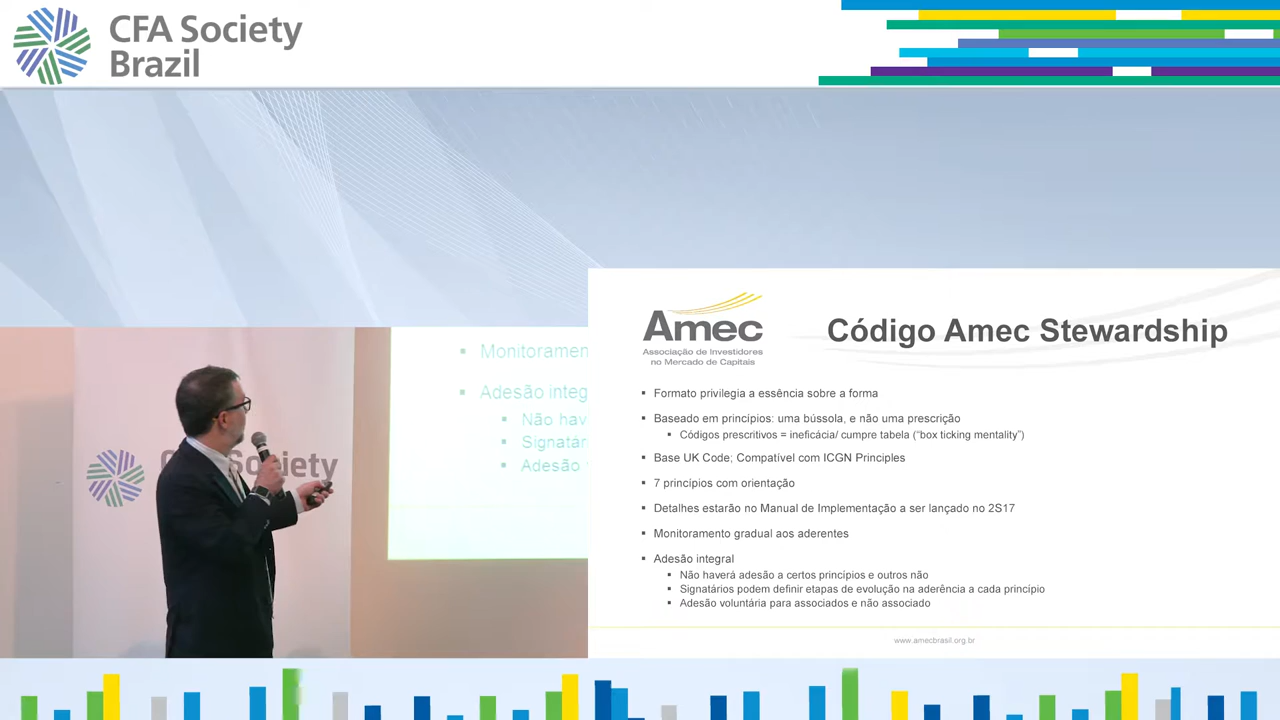 CFA Society
Brazil
Amec
Associação de Investidores
no Mercado de Capitais
Código Amec Stewardship
▪ Formato privilegia a essência sobre a forma
▪ Baseado em princípios: uma bússola, e não uma prescrição
▪ Códigos prescritivos = ineficácia/ cumpre tabela (“box ticking mentality”)
▪ Base UK Code; Compatível com ICGN Principles
▪ 7 princípios com orientação
▪ Detalhes estarão no Manual de Implementação a ser lançado no 2S17
▪ Monitoramento gradual aos aderentes
▪ Adesão integral
▪ Não haverá adesão a certos princípios e outros não
▪ Signatários podem definir etapas de evolução na aderência a cada princípio
▪ Adesão voluntária para associados e não associado
www.amecbrasil.org.br
▪ Monitoramen
▪ Adesão integ
▪ Não hav
▪ Signatár
▪ Adesão
Society